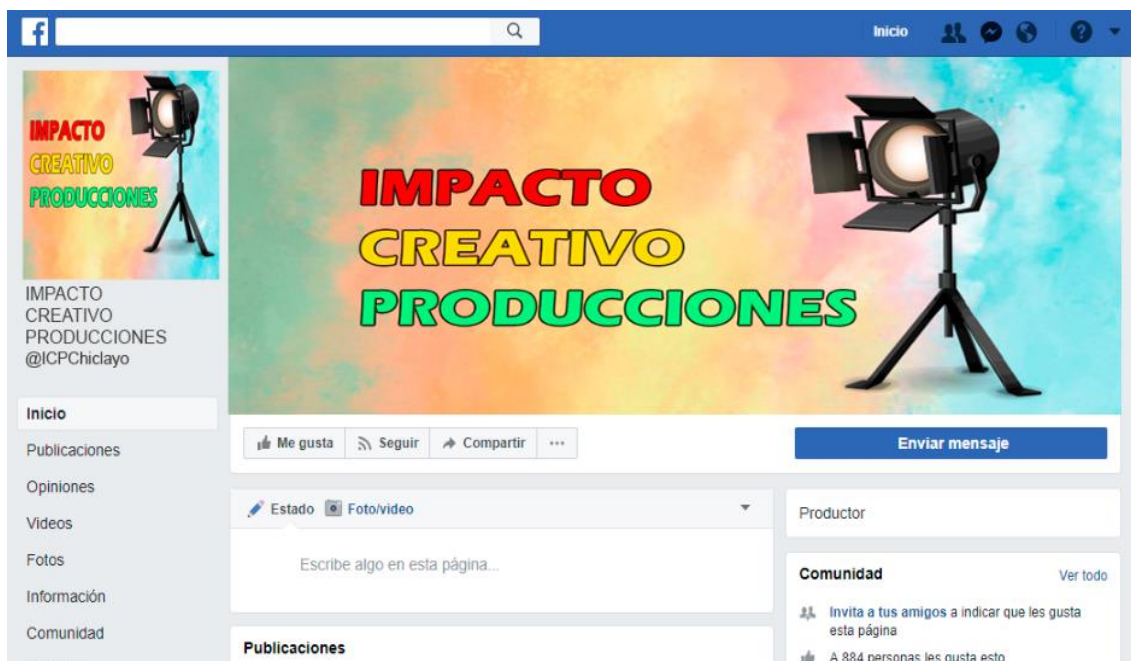 f
Inicio
IMPACTO
CREATIVO
PRODUCCIONES
IMPACTO
CREATIVO
PRODUCCIONES
@ICPChiclayo
Inicio
Publicaciones
Opiniones
Videos
Fotos
Información
Comunidad
IMPACTO
CREATIVO
PRODUCCIONES
Me gusta Seguir Compartir ...
Enviar mensaje
Estado Foto/video
Escribe algo en esta página...
Publicaciones
Productor
Comunidad Ver todo
Invita a tus amigos a indicar que les gusta
esta página
A 884 personas les gusta esto